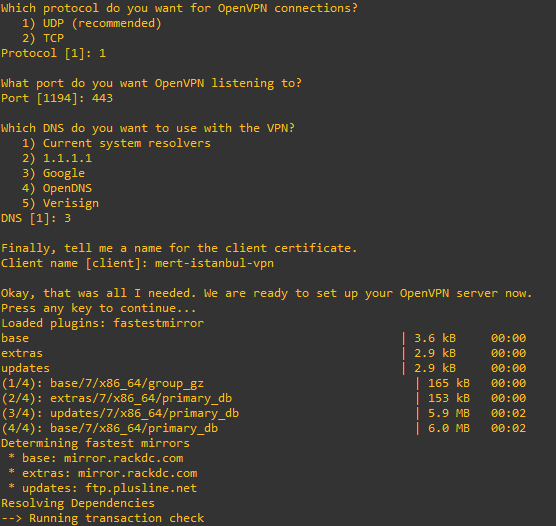 Which protocol do you want for OpenVPN connections?
   1) UDP (recommended)
   2) TCP
Protocol [1]: 1

What port do you want OpenVPN listening to?
Port [1194]: 443

Which DNS do you want to use with the VPN?
   1) Current system resolvers
   2) 1.1.1.1
   3) Google
   4) OpenDNS
   5) Verisign
DNS [1]: 3

Finally, tell me a name for the client certificate.
Client name [client]: mert-istanbul-vpn

Okay, that was all I needed. We are ready to set up your OpenVPN server now.
Press any key to continue...
Loaded plugins: fastestmirror
base | 3.6 kB 00:00
extras | 2.9 kB 00:00
updates | 2.9 kB 00:00
(1/4): base/7/x86_64/group_gz | 165 kB 00:00
(2/4): extras/7/x86_64/primary_db | 153 kB 00:00
(3/4): updates/7/x86_64/primary_db | 5.9 MB 00:02
(4/4): base/7/x86_64/primary_db | 6.0 MB 00:02
Determining fastest mirrors
 * base: mirror.rackdc.com
 * extras: mirror.rackdc.com
 * updates: ftp.plusline.net
Resolving Dependencies
--> Running transaction check